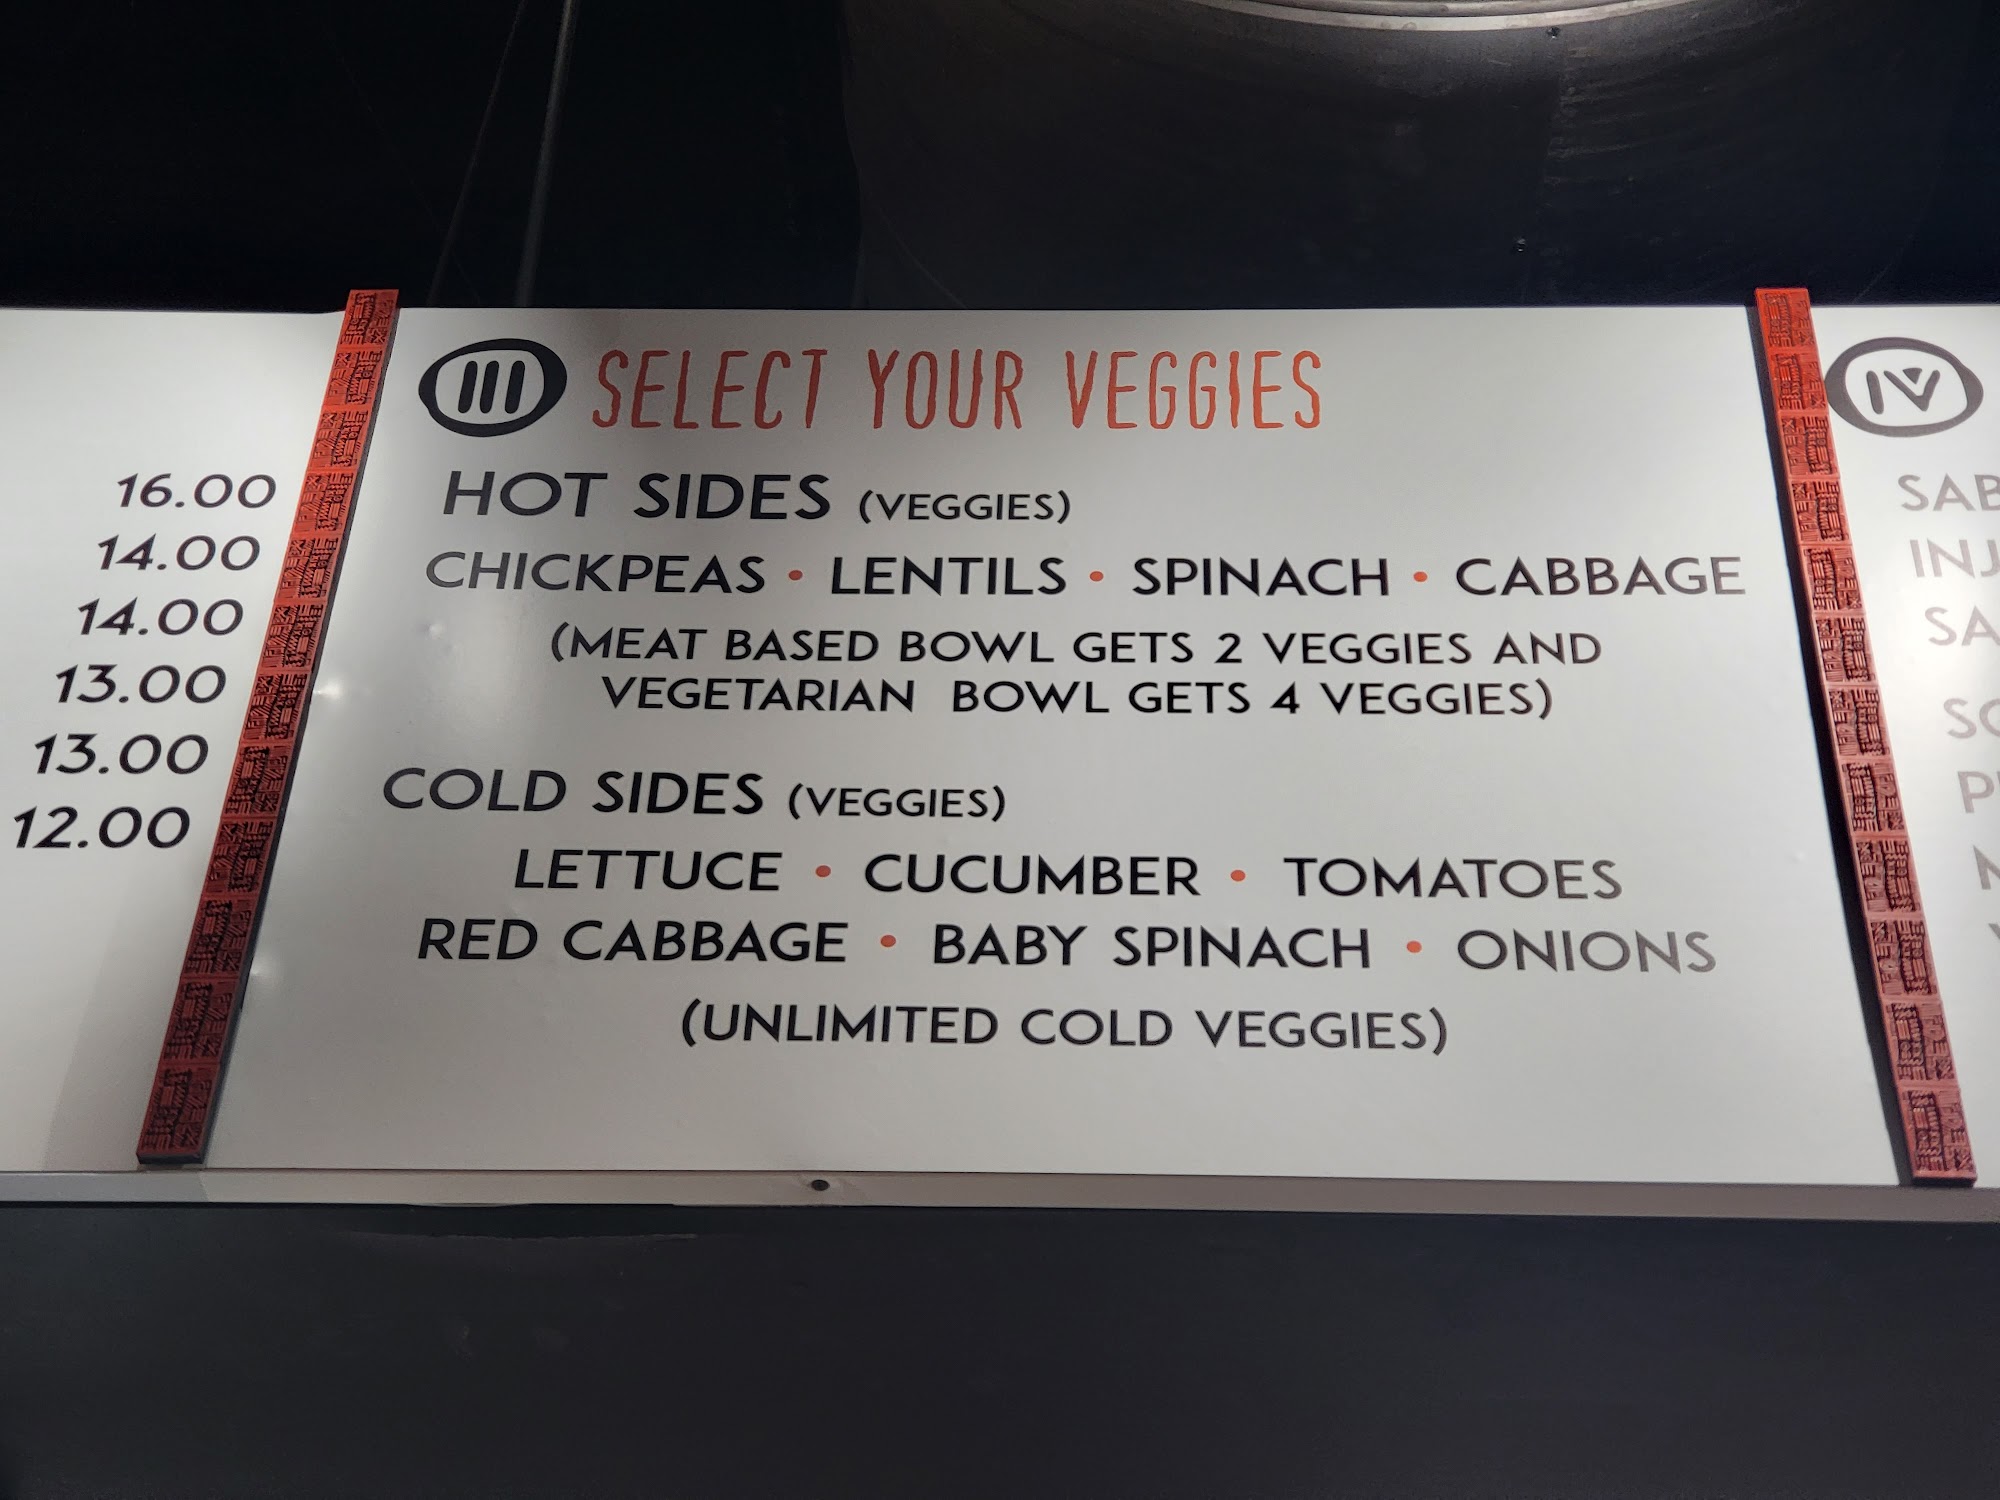 16.00
14.00
14.00
13.00
13.00
12.00
III SELECT YOUR VEGGIES
HOT SIDES (VEGGIES)
CHICKPEAS • LENTILS • SPINACH • CABBAGE
(MEAT BASED BOWL GETS 2 VEGGIES AND
VEGETARIAN BOWL GETS 4 VEGGIES)
COLD SIDES (VEGGIES)
LETTUCE • CUCUMBER • TOMATOES
RED CABBAGE • BABY SPINACH • ONIONS
(UNLIMITED COLD VEGGIES)
IV